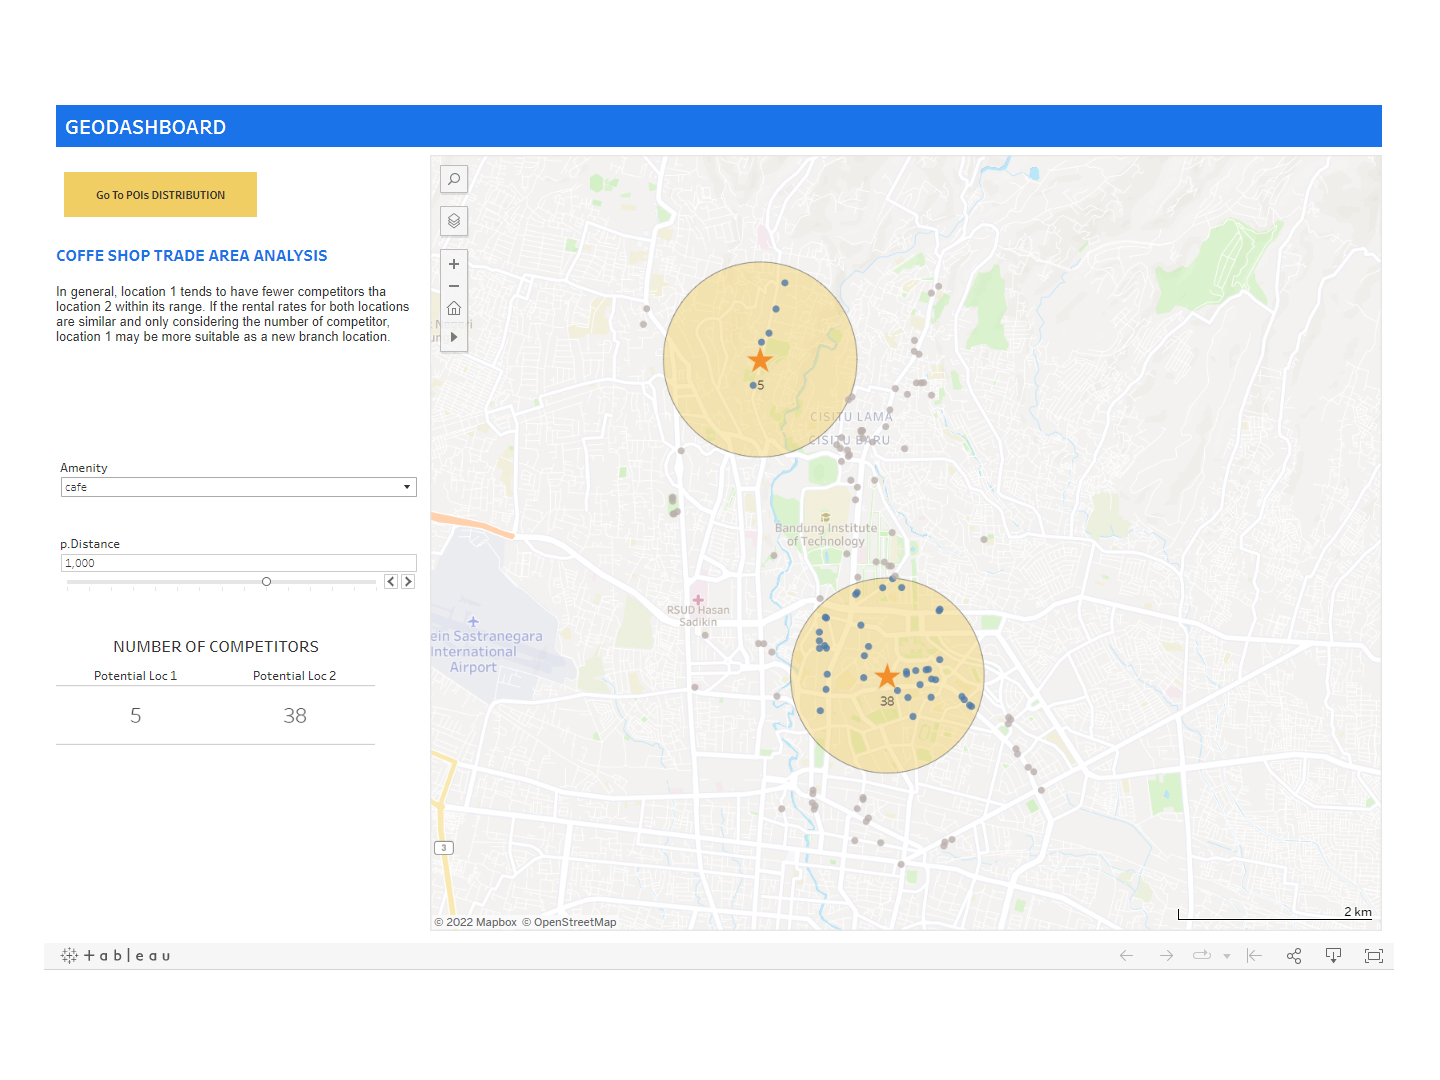 GEODASHBOARD
Go To POIs DISTRIBUTION
COFFE SHOP TRADE AREA ANALYSIS
In general, location 1 tends to have fewer competitors tha
location 2 within its range. If the rental rates for both locations
are similar and only considering the number of competitor,
location 1 may be more suitable as a new branch location.
Amenity
cafe
p.Distance
1,000
NUMBER OF COMPETITORS
Potential Loc 1 Potential Loc 2
5 38
5
CISITU LAMA
CISITU BARU
Bandung Institute
of Technology
RSUD Hasan
Sadikin
ein Sastranegara
International
Airport
38
3
2 km
© 2022 Mapbox © OpenStreetMap
+ a b | e a u